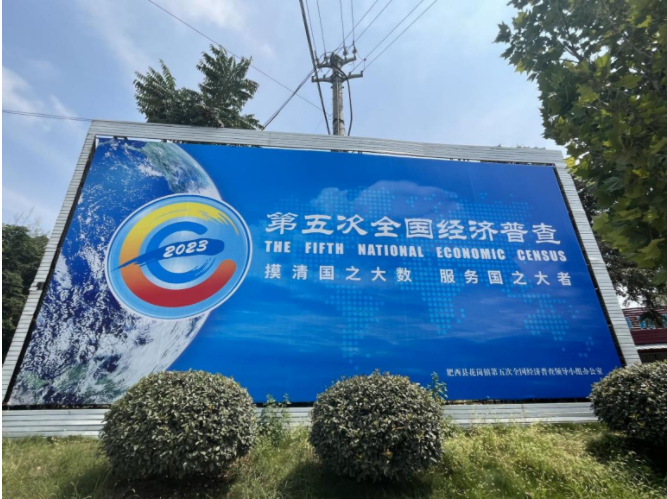 2023
第五次全国经济普查
THE FIFTH NATIONAL ECONOMIC CENSUS
摸清国之大数 服务国之大者
肥西县花岗镇第五次全国经济普查领导小组办公室